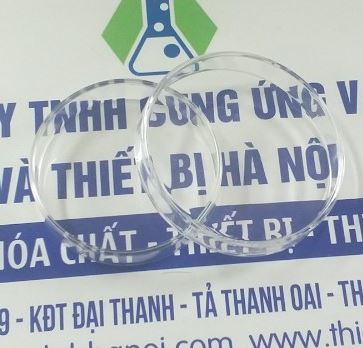 Y TNHH CUNG ỨNG V
VÀ THIẾT BỊ HÀ NỘI
HÓA CHẤT - THIẾT BỊ - TH
9 - KĐT ĐẠI THANH - TẢ THANH OAI - TH
www.thi